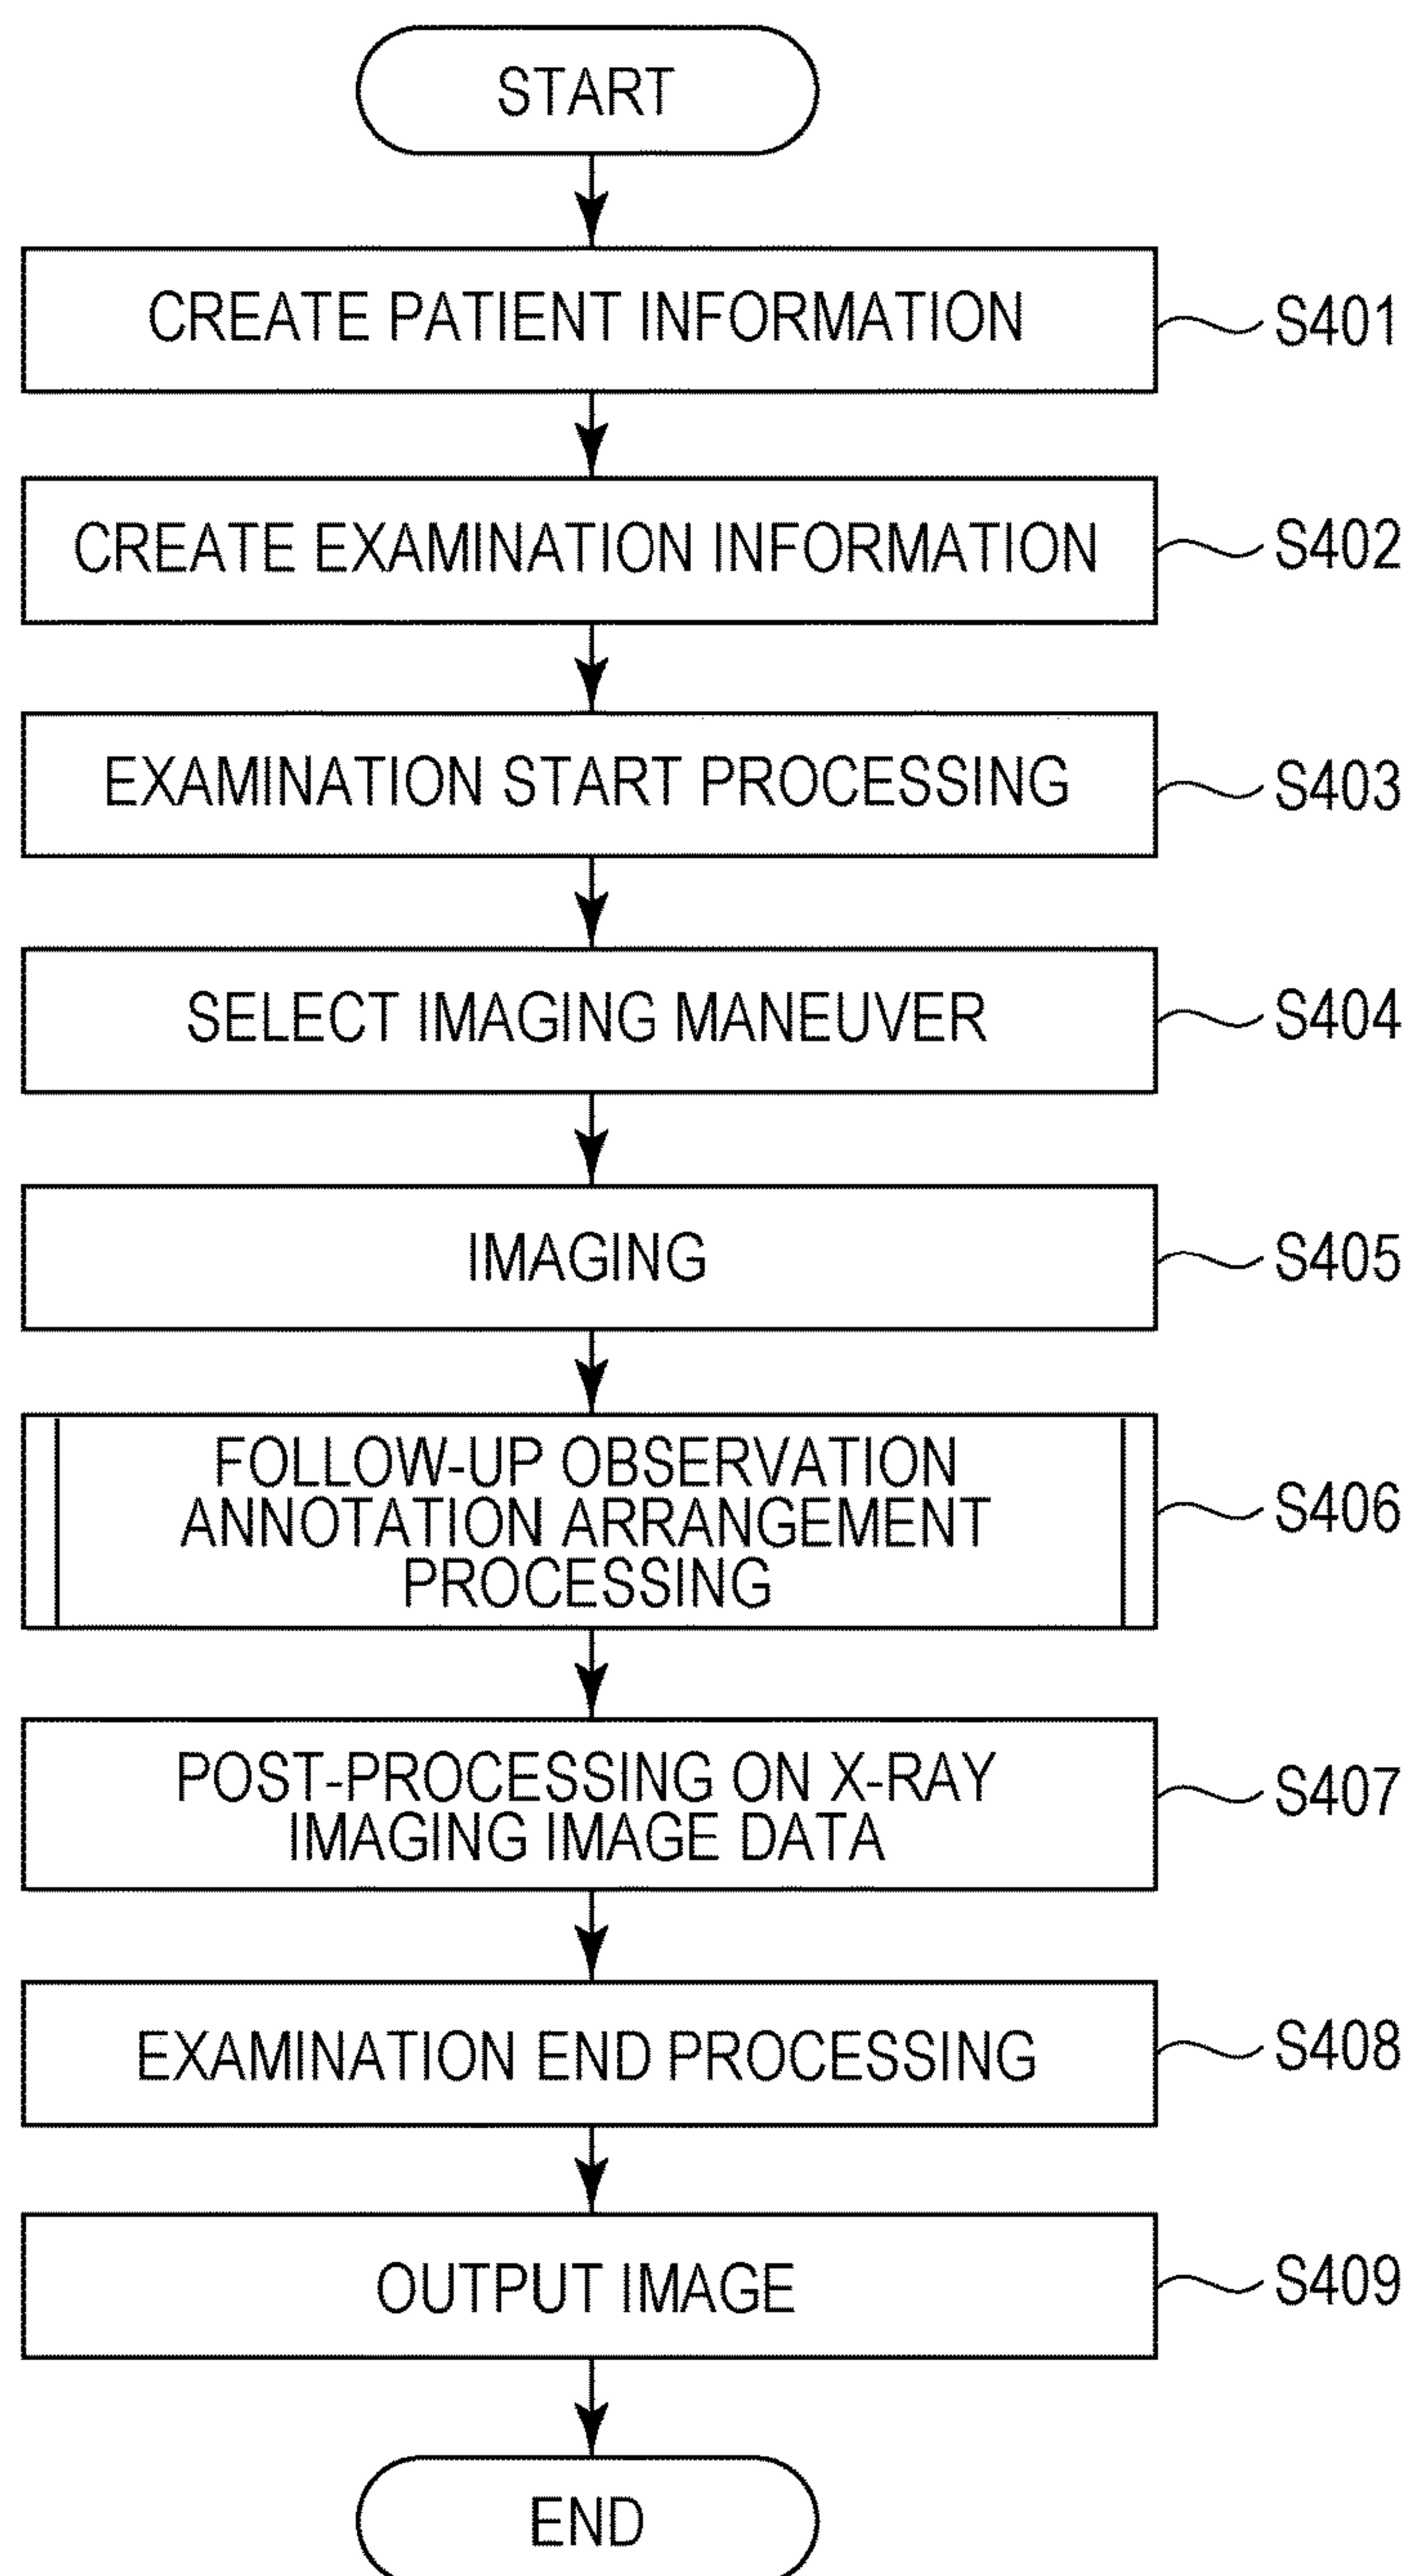 START
CREATE PATIENT INFORMATION
S401
CREATE EXAMINATION INFORMATION
S402
EXAMINATION START PROCESSING
S403
SELECT IMAGING MANEUVER
S404
IMAGING
S405
FOLLOW-UP OBSERVATION
ANNOTATION ARRANGEMENT
PROCESSING
S406
POST-PROCESSING ON X-RAY
IMAGING IMAGE DATA
S407
EXAMINATION END PROCESSING
S408
OUTPUT IMAGE
S409
END